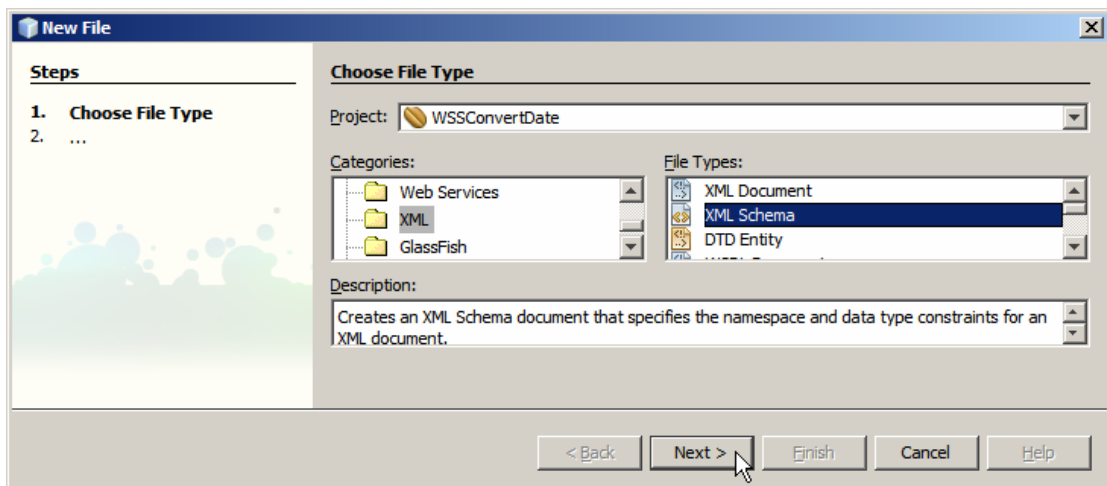 New File
Steps
1. Choose File Type
2. ...
Choose File Type
Project: WSSConvertDate
Categories:
Web Services
XML
GlassFish
File Types:
XML Document
XML Schema
DTD Entity
Description:
Creates an XML Schema document that specifies the namespace and data type constraints for an
XML document.
< Back
Next >
Finish
Cancel
Help